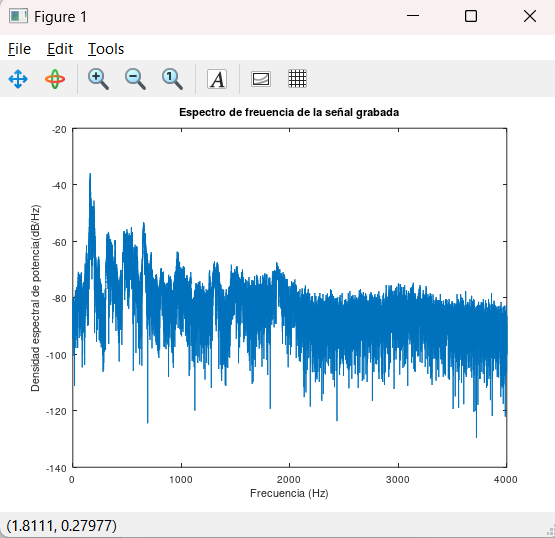 Figure 1
File Edit Tools
1 A
Espectro de freuencia de la señal grabada
Densidad espectral de potencia(dB/Hz)
-20
-40
-60
-80
-100
-120
-140
0 1000 2000 3000 4000
Frecuencia (Hz)
(1.8111, 0.27977)